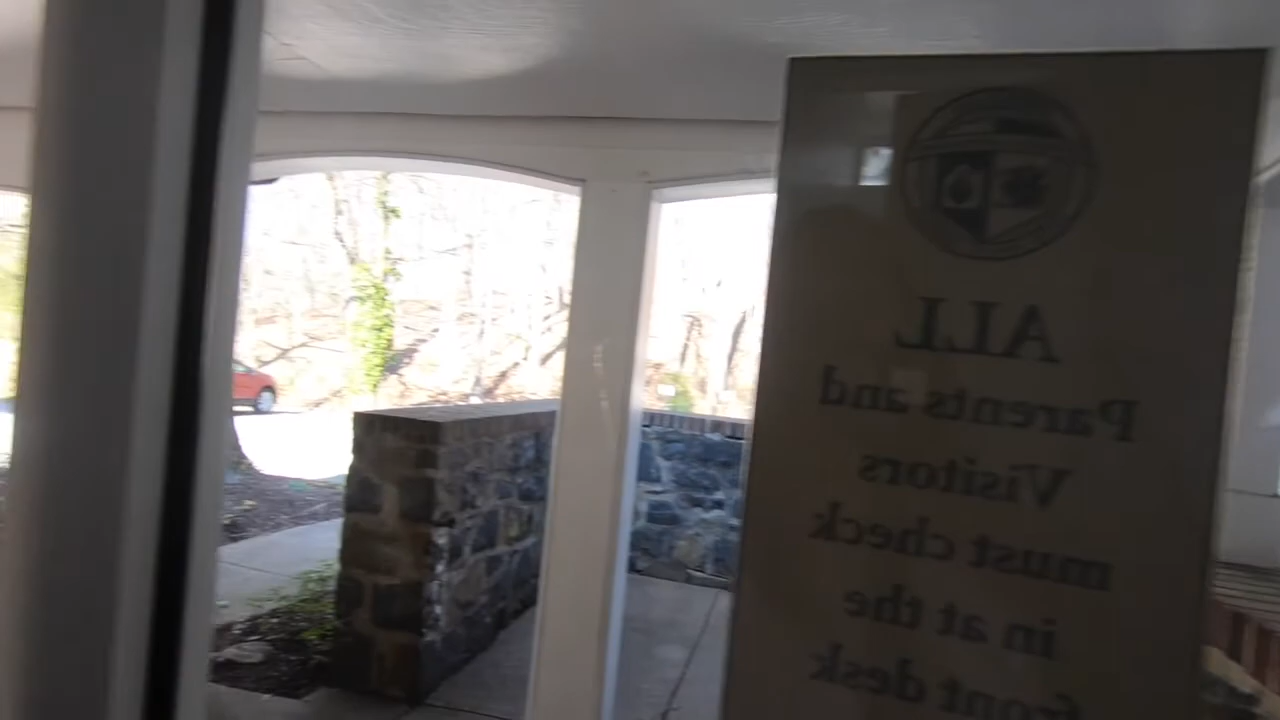 ALL
Parents and
Visitors
must check
in at the
front desk